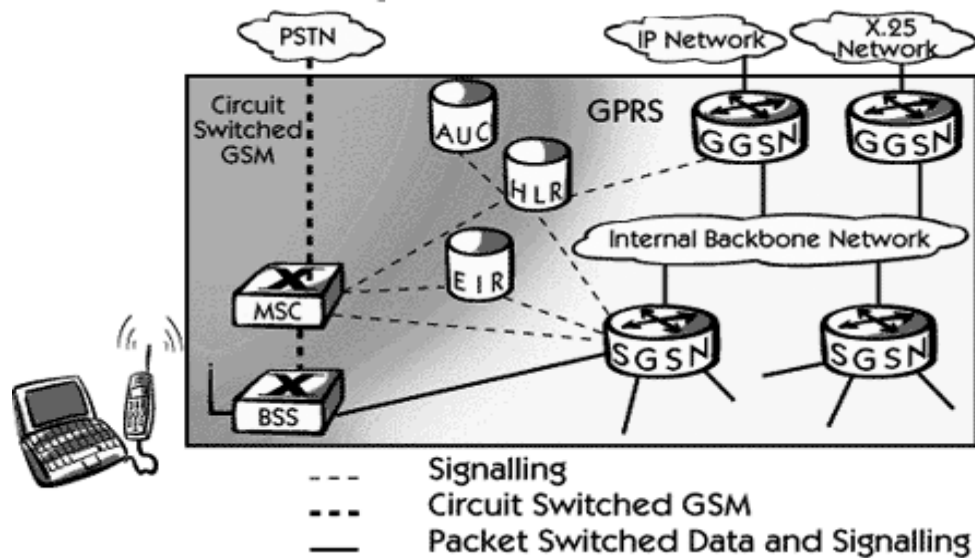 PSTN
IP Network
X.25
Network
Circuit
Switched
GSM
AUC
GPRS
GGSN
GGSN
HLR
Internal Backbone Network
EIR
MSC
SGSN
SGSN
BSS
Signalling
Circuit Switched GSM
Packet Switched Data and Signalling